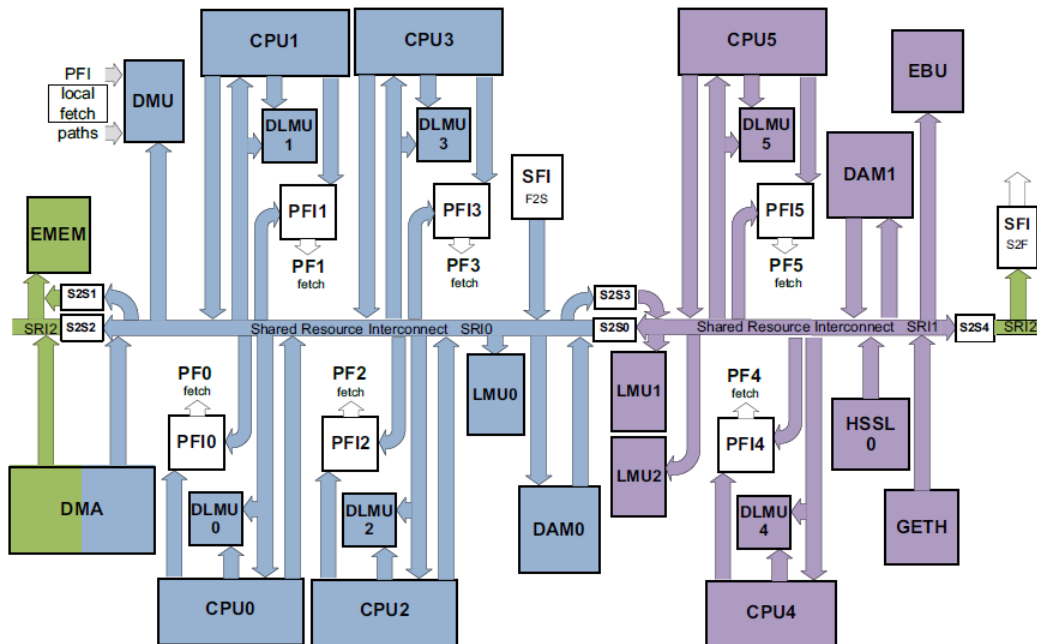 CPU1
CPU3
CPU5
EBU
PFI
local
fetch
paths
DMU
DLMU
1
DLMU
3
DLMU
5
SFI
F2S
DAM1
PFI1
PFI3
PFI5
EMEM
SFI
S2F
PF1
fetch
PF3
fetch
PF5
fetch
S2S1
S2S3
SRI2
S2S2
Shared Resource Interconnect SRI0
S2S0
Shared Resource Interconnect SRI1
S2S4
SRI2
PF0
fetch
PF2
fetch
LMU0
LMU1
PF4
fetch
HSSL
0
PFI0
PFI2
PFI4
LMU2
DMA
DLMU
0
DLMU
2
DAM0
DLMU
4
GETH
CPU0
CPU2
CPU4